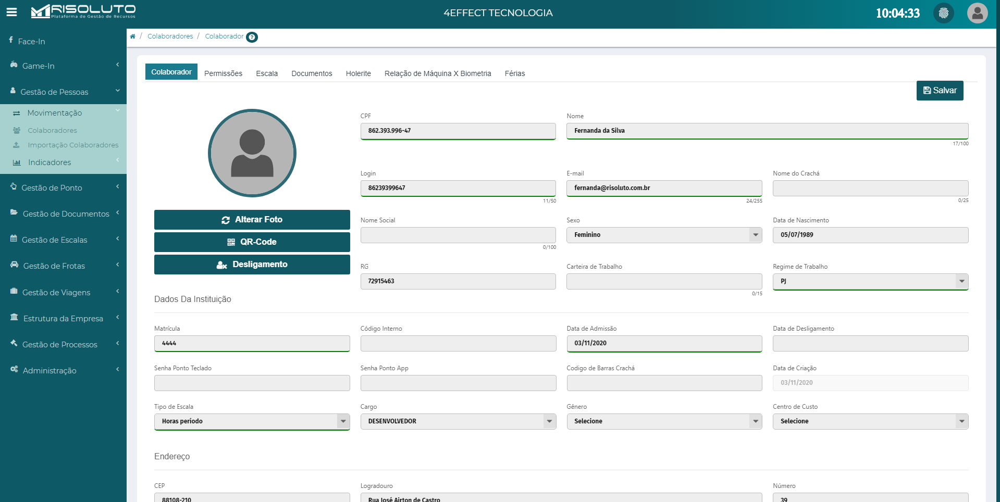 RISOLUTO
Plataforma de Gestão de Recursos
4EFFECT TECNOLOGIA
10:04:33
Face-In
Game-In
Gestão de Pessoas
Movimentação
Colaboradores
Importação Colaboradores
Indicadores
Gestão de Ponto
Gestão de Documentos
Gestão de Escalas
Gestão de Frotas
Gestão de Viagens
Estrutura da Empresa
Gestão de Processos
Administração
/ Colaboradores / Colaborador ?
Colaborador Permissões Escala Documentos Holerite Relação de Máquina X Biometria Férias
Salvar
Alterar Foto
QR-Code
Desligamento
CPF Nome
862.393.996-47 Fernanda da Silva
17/100
Login E-mail Nome do Crachá
86239399647 fernanda@risoluto.com.br
11/50 24/255 0/25
Nome Social Sexo Data de Nascimento
Feminino 05/07/1989
0/100
RG Carteira de Trabalho Regime de Trabalho
72915463 PJ
0/15
Dados Da Instituição
Matrícula Código Interno Data de Admissão Data de Desligamento
4444 03/11/2020
Senha Ponto Teclado Senha Ponto App Codigo de Barras Crachá Data de Criação
03/11/2020
Tipo de Escala Cargo Gênero Centro de Custo
Horas período DESENVOLVEDOR Selecione Selecione
Endereço
CEP Logradouro Número
88108-210 Rua José Airton de Castro 39